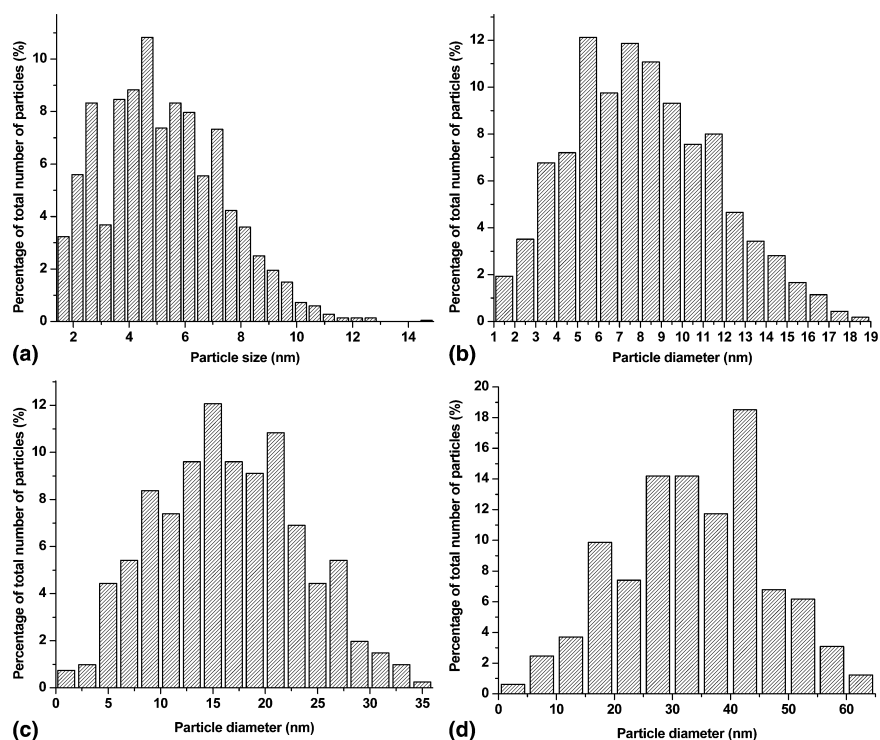 Percentage of total number of particles (%)
10
8
6
4
2
0
2 4 6 8 10 12 14
(a) Particle size (nm)
Percentage of total number of particles (%)
12
10
8
6
4
2
0
1 2 3 4 5 6 7 8 9 10 11 12 13 14 15 16 17 18 19
(b) Particle diameter (nm)
Percentage of total number of particles (%)
12
10
8
6
4
2
0
0 5 10 15 20 25 30 35
(c) Particle diameter (nm)
Percentage of total number of particles (%)
20
18
16
14
12
10
8
6
4
2
0
0 10 20 30 40 50 60
(d) Particle diameter (nm)